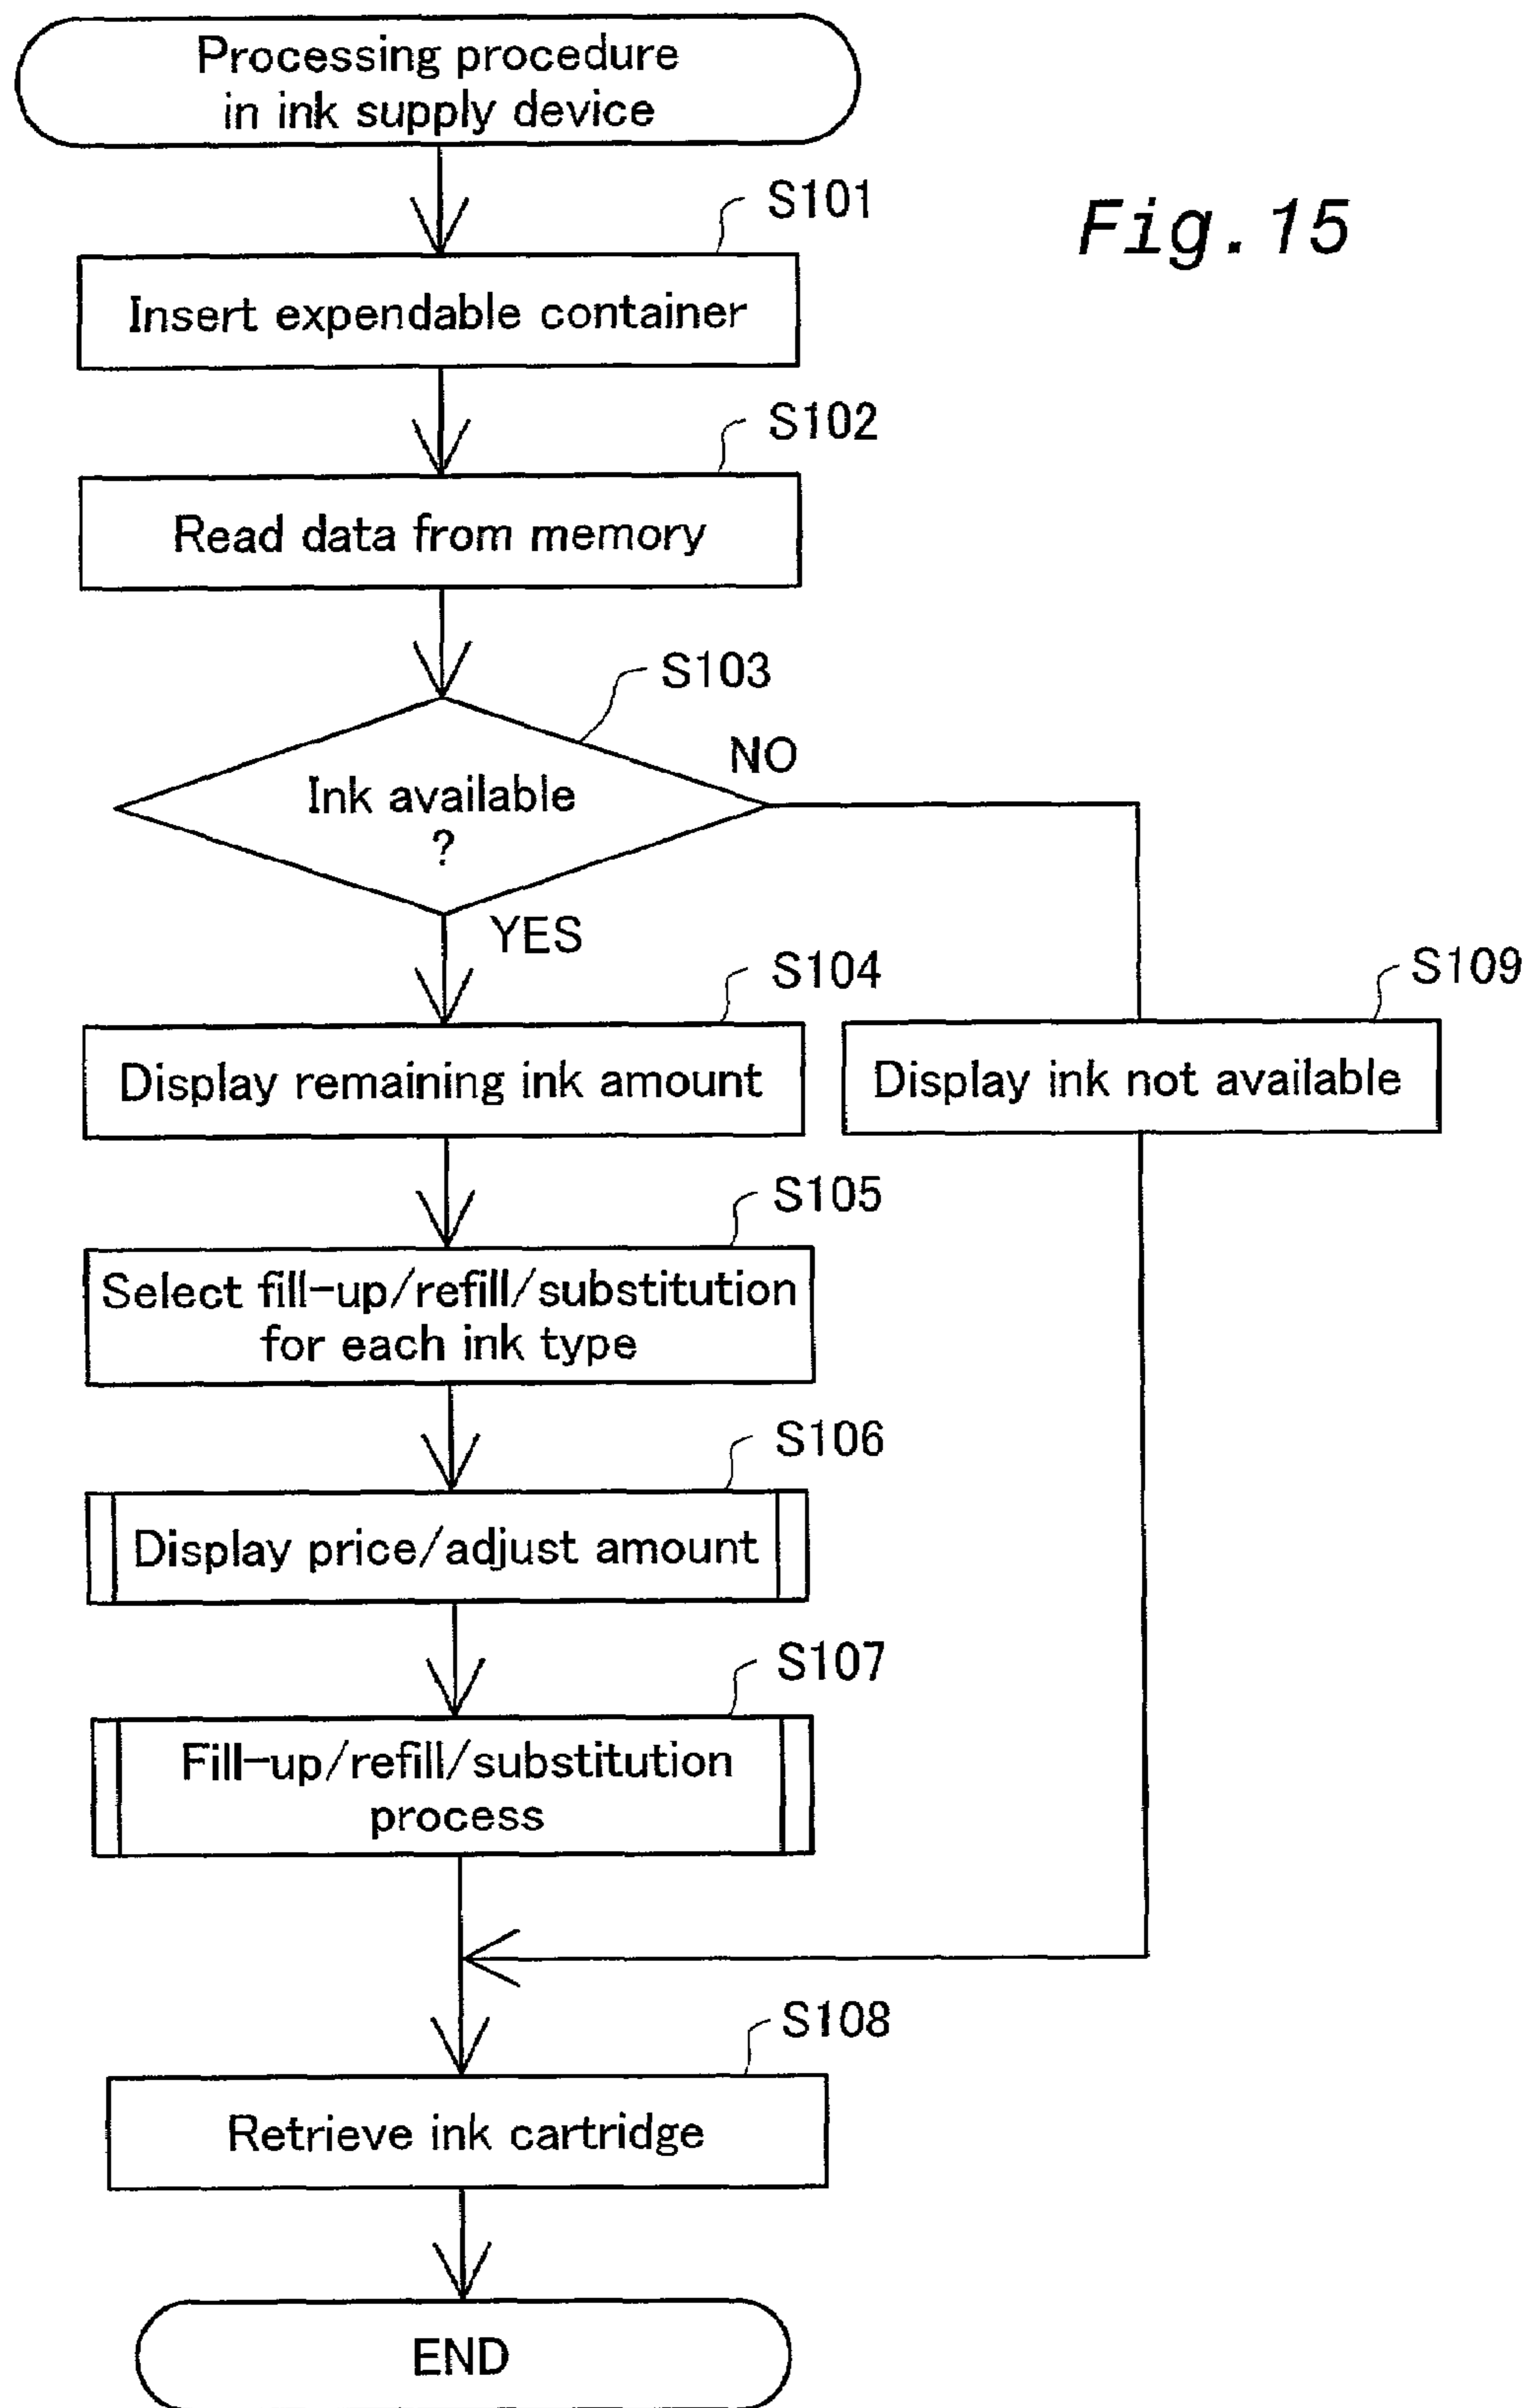 Processing procedure
in ink supply device
Fig.15
S101
Insert expendable container
S102
Read data from memory
S103
Ink available
?
NO
YES
S104
Display remaining ink amount
S109
Display ink not available
S105
Select fill-up/refill/substitution
for each ink type
S106
Display price/adjust amount
S107
Fill-up/refill/substitution
process
S108
Retrieve ink cartridge
END